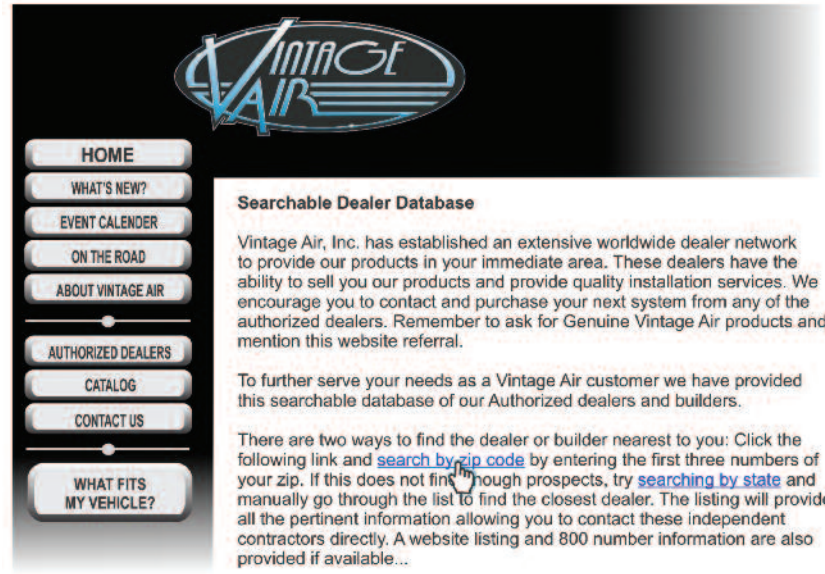 VINTAGE
AIR
HOME
WHAT'S NEW?
EVENT CALENDER
ON THE ROAD
ABOUT VINTAGE AIR
AUTHORIZED DEALERS
CATALOG
CONTACT US
WHAT FITS
MY VEHICLE?
Searchable Dealer Database
Vintage Air, Inc. has established an extensive worldwide dealer network
to provide our products in your immediate area. These dealers have the
ability to sell you our products and provide quality installation services. We
encourage you to contact and purchase your next system from any of the
authorized dealers. Remember to ask for Genuine Vintage Air products and
mention this website referral.
To further serve your needs as a Vintage Air customer we have provided
this searchable database of our Authorized dealers and builders.
There are two ways to find the dealer or builder nearest to you: Click the
following link and search by zip code by entering the first three numbers of
your zip. If this does not prospects, try searching by state and
manually go through the list to find the closest dealer. The listing will provide
all the pertinent information allowing you to contact these independent
contractors directly. A website listing and 800 number information are also
provided if available...